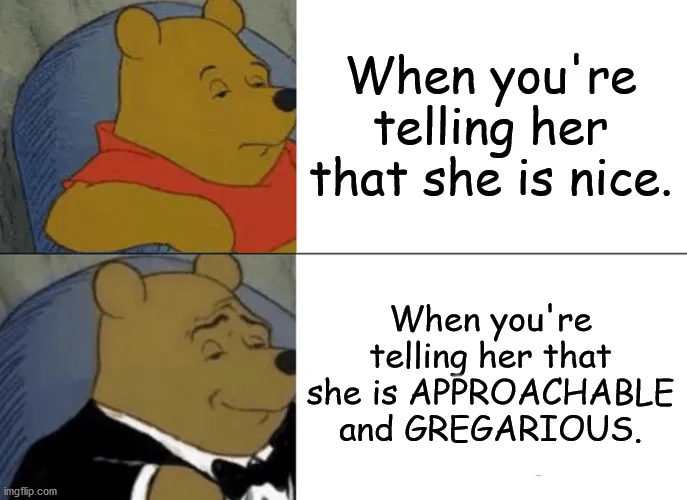 When you're
telling her
that she is nice.
When you're
telling her that
she is APPROACHABLE
and GREGARIOUS.
imgflip.com